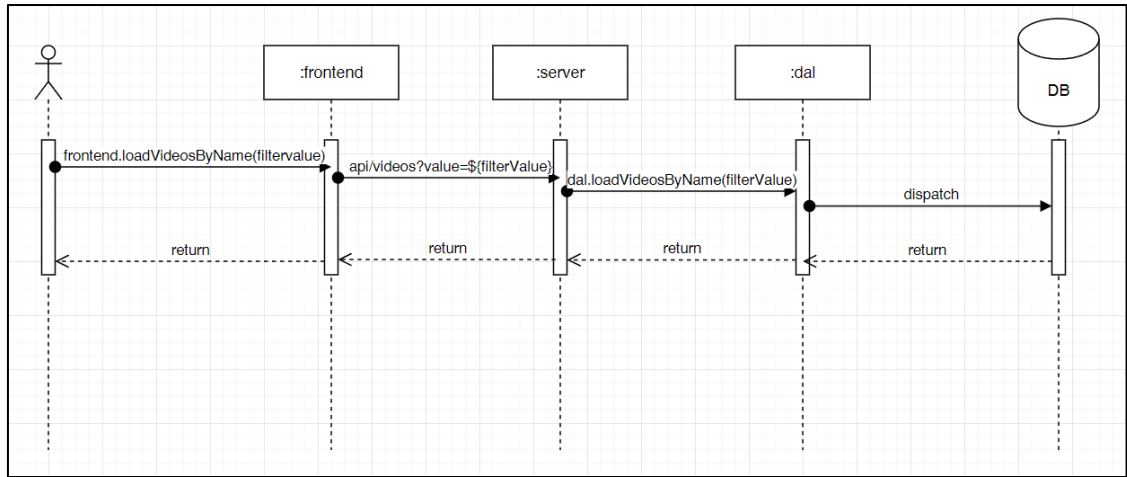 :frontend
:server
:dal
DB
frontend.loadVideosByName(filtervalue)
api/videos?value=${filterValue}
dal.loadVideosByName(filterValue)
dispatch
return
return
return
return